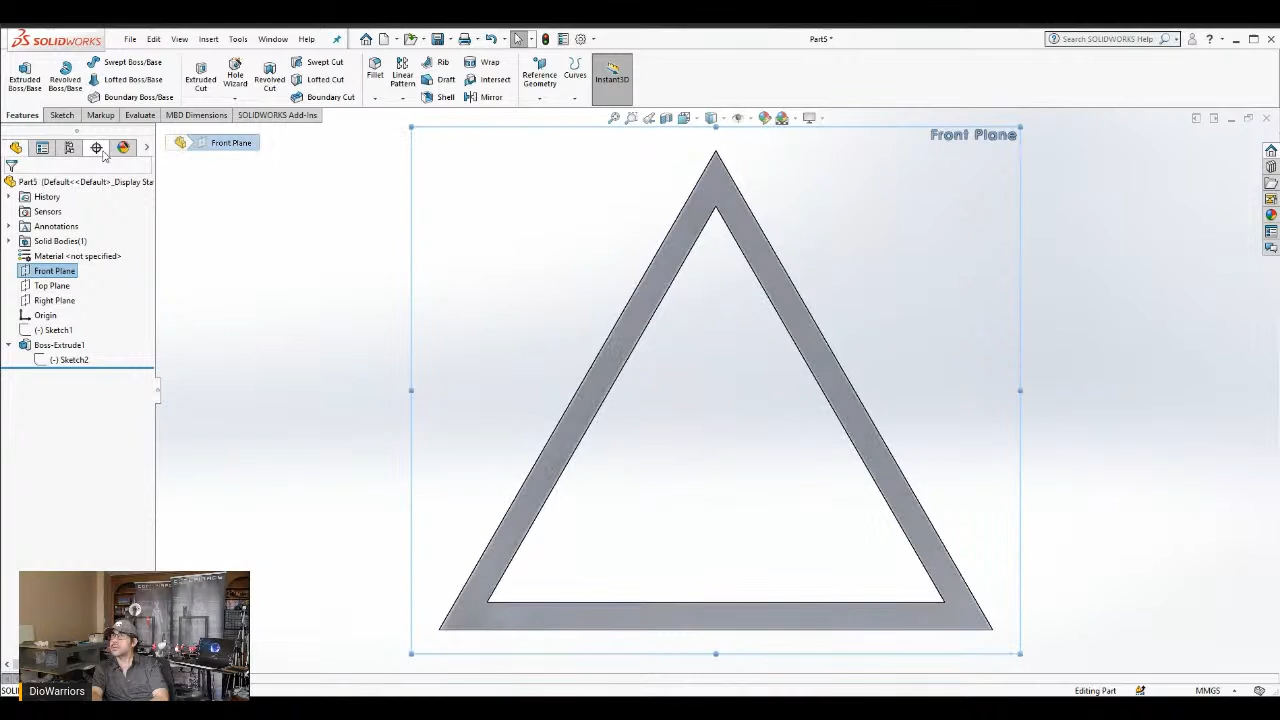 SOLIDWORKS File Edit View Insert Tools Window Help Part5 * Search SOLIDWORKS Help
Extruded Boss/Base
Revolved Boss/Base
Swept Boss/Base
Lofted Boss/Base
Boundary Boss/Base
Extruded Cut
Hole Wizard
Revolved Cut
Swept Cut
Lofted Cut
Boundary Cut
Fillet
Linear Pattern
Rib
Draft
Shell
Wrap
Intersect
Mirror
Reference Geometry
Curves
Instant3D
Features Sketch Markup Evaluate MBD Dimensions SOLIDWORKS Add-Ins
Front Plane
Front Plane
Part5 (Default<<Default>_Display Sta
History
Sensors
Annotations
Solid Bodies(1)
Material <not specified>
Front Plane
Top Plane
Right Plane
Origin
(-) Sketch1
Boss-Extrude1
(-) Sketch2
DioWarriors
Editing Part
MMGS